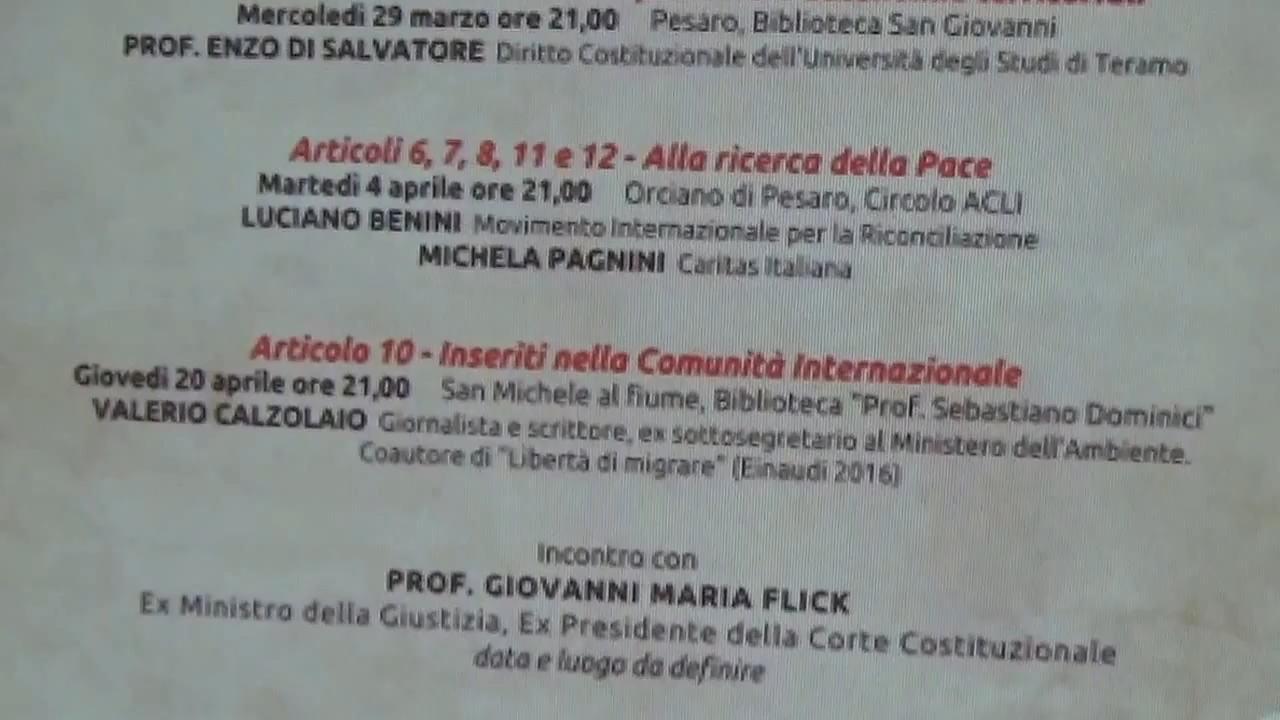 Mercoledì 29 marzo ore 21,00 Pesaro, Biblioteca San Giovanni
PROF. ENZO DI SALVATORE Diritto Costituzionale dell'Università degli Studi di Teramo
Articoli 6, 7, 8, 11 e 12 - Alla ricerca della Pace
Martedì 4 aprile ore 21,00 Orciano di Pesaro, Circolo ACLI
LUCIANO BENINI Movimento Internazionale per la Riconciliazione
MICHELA PAGNINI Caritas Italiana
Articolo 10 - Inseriti nella Comunità Internazionale
Giovedì 20 aprile ore 21,00 San Michele al fiume, Biblioteca "Prof. Sebastiano Dominici"
VALERIO CALZOLAIO Giornalista e scrittore, ex sottosegretario al Ministero dell'Ambiente.
Coautore di "Libertà di migrare" (Einaudi 2016)
Incontro con
PROF. GIOVANNI MARIA FLICK
Ex Ministro della Giustizia, Ex Presidente della Corte Costituzionale
data e luogo da definire